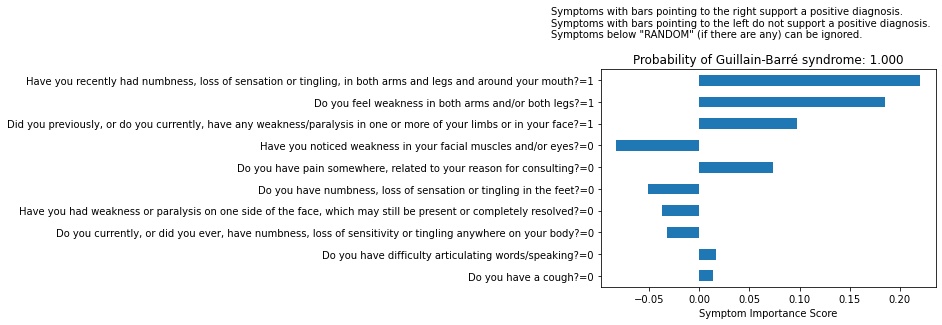 Symptoms with bars pointing to the right support a positive diagnosis.
Symptoms with bars pointing to the left do not support a positive diagnosis.
Symptoms below "RANDOM" (if there are any) can be ignored.
Probability of Guillain-Barré syndrome: 1.000
Have you recently had numbness, loss of sensation or tingling, in both arms and legs and around your mouth?=1
Do you feel weakness in both arms and/or both legs?=1
Did you previously, or do you currently, have any weakness/paralysis in one or more of your limbs or in your face?=1
Have you noticed weakness in your facial muscles and/or eyes?=0
Do you have pain somewhere, related to your reason for consulting?=0
Do you have numbness, loss of sensation or tingling in the feet?=0
Have you had weakness or paralysis on one side of the face, which may still be present or completely resolved?=0
Do you currently, or did you ever, have numbness, loss of sensitivity or tingling anywhere on your body?=0
Do you have difficulty articulating words/speaking?=0
Do you have a cough?=0
−0.05 0.00 0.05 0.10 0.15 0.20
Symptom Importance Score